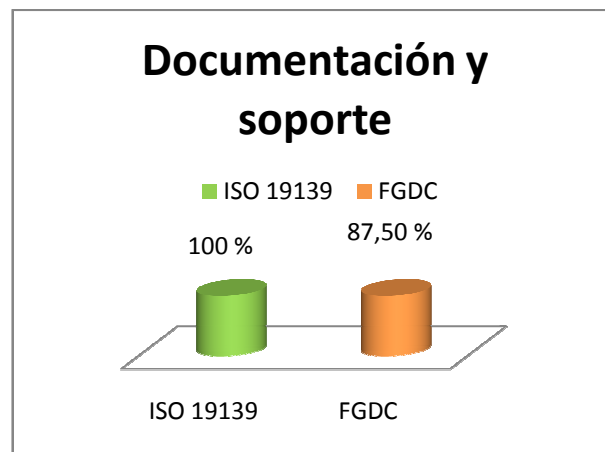 Documentación y
soporte
ISO 19139 FGDC
100 % 87,50 %
ISO 19139 FGDC